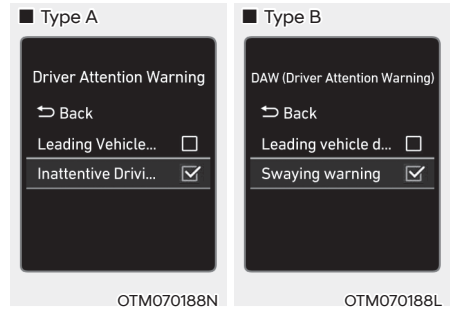 ■ Type A
Driver Attention Warning
Back
Leading Vehicle...
Inattentive Drivi...
OTM070188N
■ Type B
DAW (Driver Attention Warning)
Back
Leading vehicle d...
Swaying warning
OTM070188L